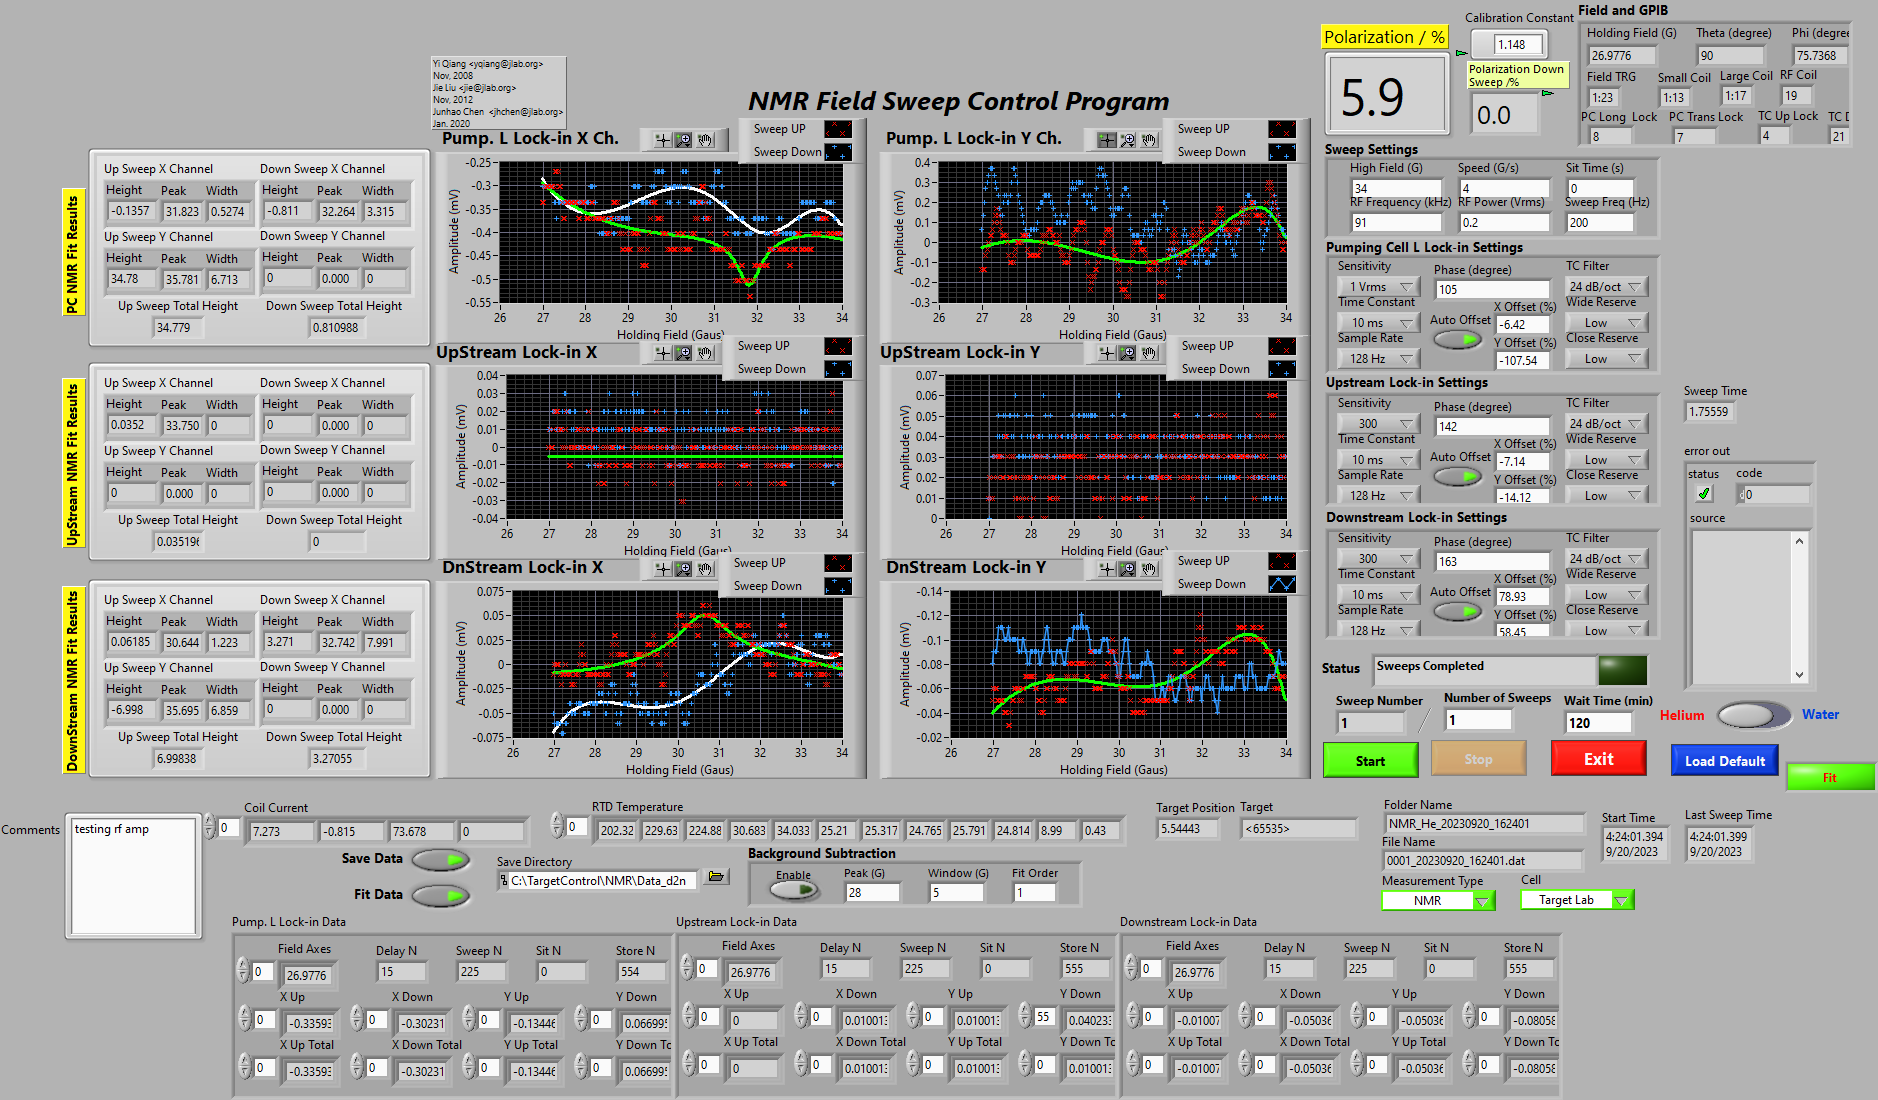 Polarization / %
5.9
Calibration Constant
1.148
Polarization Down
Sweep /%
0.0
Field and GPIB
Holding Field (G) Theta (degree) Phi (degree
26.9776 90 75.7368
Field TRG Small Coil Large Coil RF Coil
1:23 1:13 1:17 19
PC Long Lock PC Trans Lock TC Up Lock TC D
8 7 4 21
Yi Qiang <yqiang@jlab.org>
Nov, 2008
Jie Liu <jie@jlab.org>
Nov, 2012
Junhao Chen <jhchen@jlab.org>
Jan. 2020
NMR Field Sweep Control Program
PC NMR Fit Results
Up Sweep X Channel Down Sweep X Channel
Height Peak Width Height Peak Width
-0.1357 31.823 0.5274 -0.811 32.264 3.315
Up Sweep Y Channel Down Sweep Y Channel
Height Peak Width Height Peak Width
34.78 35.781 6.713 0 0.000 0
Up Sweep Total Height Down Sweep Total Height
34.779 0.810988
Pump. L Lock-in X Ch.
Sweep UP
Sweep Down
Amplitude (mV)
-0.25
-0.3
-0.35
-0.4
-0.45
-0.5
-0.55
26 27 28 29 30 31 32 33 34
Holding Field (Gaus)
Pump. L Lock-in Y Ch.
Sweep UP
Sweep Down
Amplitude (mV)
0.4
0.3
0.2
0.1
0
-0.1
-0.2
-0.3
26 27 28 29 30 31 32 33 34
Holding Field (Gaus)
UpStream NMR Fit Results
Up Sweep X Channel Down Sweep X Channel
Height Peak Width Height Peak Width
0.0352 33.750 0 0 0.000 0
Up Sweep Y Channel Down Sweep Y Channel
Height Peak Width Height Peak Width
0 0.000 0 0 0.000 0
Up Sweep Total Height Down Sweep Total Height
0.035196 0
UpStream Lock-in X
Sweep UP
Sweep Down
Amplitude (mV)
0.04
0.03
0.02
0.01
0
-0.01
-0.02
-0.03
-0.04
26 27 28 29 30 31 32 33 34
Holding Field (Gaus)
UpStream Lock-in Y
Sweep UP
Sweep Down
Amplitude (mV)
0.07
0.06
0.05
0.04
0.03
0.02
0.01
0
26 27 28 29 30 31 32 33 34
Holding Field (Gaus)
DownStream NMR Fit Results
Up Sweep X Channel Down Sweep X Channel
Height Peak Width Height Peak Width
0.06185 30.644 1.223 3.271 32.742 7.991
Up Sweep Y Channel Down Sweep Y Channel
Height Peak Width Height Peak Width
-6.998 35.695 6.859 0 0.000 0
Up Sweep Total Height Down Sweep Total Height
6.99838 3.27055
DnStream Lock-in X
Sweep UP
Sweep Down
Amplitude (mV)
0.075
0.05
0.025
0
-0.025
-0.05
-0.075
26 27 28 29 30 31 32 33 34
Holding Field (Gaus)
DnStream Lock-in Y
Sweep UP
Sweep Down
Amplitude (mV)
-0.14
-0.12
-0.1
-0.08
-0.06
-0.04
-0.02
26 27 28 29 30 31 32 33 34
Holding Field (Gaus)
Sweep Settings
High Field (G) Speed (G/s) Sit Time (s)
34 4 0
RF Frequency (kHz) RF Power (Vrms) Sweep Freq (Hz)
91 0.2 200
Pumping Cell L Lock-in Settings
Sensitivity Phase (degree) TC Filter
1 Vrms 105 24 dB/oct
Time Constant X Offset (%) Wide Reserve
10 ms Auto Offset -6.42 Low
Sample Rate Y Offset (%) Close Reserve
128 Hz -107.54 Low
Upstream Lock-in Settings
Sensitivity Phase (degree) TC Filter
300 142 24 dB/oct
Time Constant X Offset (%) Wide Reserve
10 ms Auto Offset -7.14 Low
Sample Rate Y Offset (%) Close Reserve
128 Hz -14.12 Low
Downstream Lock-in Settings
Sensitivity Phase (degree) TC Filter
300 163 24 dB/oct
Time Constant X Offset (%) Wide Reserve
10 ms Auto Offset 78.93 Low
Sample Rate Y Offset (%) Close Reserve
128 Hz 58.45 Low
Sweep Time
1.75559
error out
status code
0
source
Status Sweeps Completed
Sweep Number Number of Sweeps Wait Time (min)
1 / 1 120
Helium Water
Start Stop Exit Load Default Fit
Comments
testing rf amp
Coil Current
0 7.273 -0.815 73.678 0
RTD Temperature
0 202.32 229.63 224.88 30.683 34.033 25.21 25.317 24.765 25.791 24.814 8.99 0.43
Target Position Target
5.54443 <65535>
Folder Name
NMR_He_20230920_162401
File Name
0001_20230920_162401.dat
Start Time
4:24:01.394
9/20/2023
Last Sweep Time
4:24:01.399
9/20/2023
Measurement Type Cell
NMR Target Lab
Save Data
Fit Data
Save Directory
C:\TargetControl\NMR\Data_d2n
Background Subtraction
Enable Peak (G) Window (G) Fit Order
28 5 1
Pump. L Lock-in Data
Field Axes Delay N Sweep N Sit N Store N
0 26.9776 15 225 0 554
X Up X Down Y Up Y Down
0 -0.33593 0 -0.30231 0 -0.13446 0 0.066995
X Up Total X Down Total Y Up Total Y Down To
0 -0.33593 0 -0.30231 0 -0.13446 0 0.066995
Upstream Lock-in Data
Field Axes Delay N Sweep N Sit N Store N
0 26.9776 15 225 0 555
X Up X Down Y Up Y Down
0 0 0 0.010013 0 0.010013 55 0.040233
X Up Total X Down Total Y Up Total Y Down To
0 0 0 0.010013 0 0.010013 0 0.010013
Downstream Lock-in Data
Field Axes Delay N Sweep N Sit N Store N
0 26.9776 15 225 0 555
X Up X Down Y Up Y Down
0 -0.01007 0 -0.05036 0 -0.05036 0 -0.08058
X Up Total X Down Total Y Up Total Y Down To
0 -0.01007 0 -0.05036 0 -0.05036 0 -0.08058